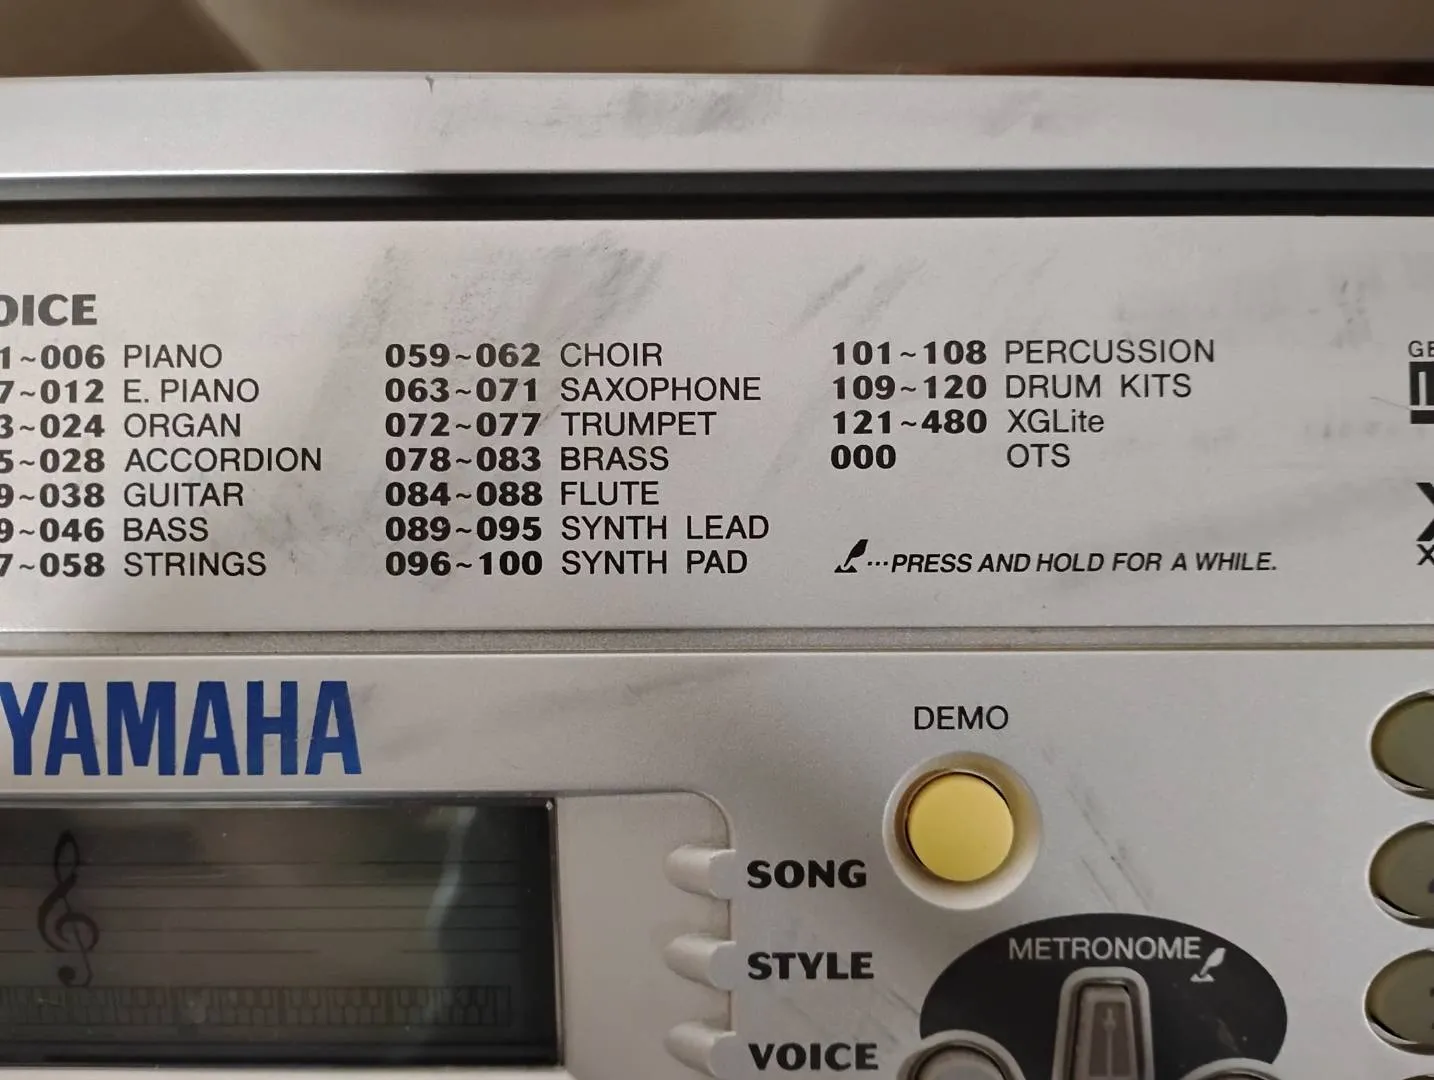 VOICE
1~006 PIANO
7~012 E. PIANO
3~024 ORGAN
5~028 ACCORDION
9~038 GUITAR
9~046 BASS
7~058 STRINGS
059~062 CHOIR
063~071 SAXOPHONE
072~077 TRUMPET
078~083 BRASS
084~088 FLUTE
089~095 SYNTH LEAD
096~100 SYNTH PAD
101~108 PERCUSSION
109~120 DRUM KITS
121~480 XGLite
000 OTS
...PRESS AND HOLD FOR A WHILE.
YAMAHA
DEMO
SONG
STYLE
VOICE
METRONOME